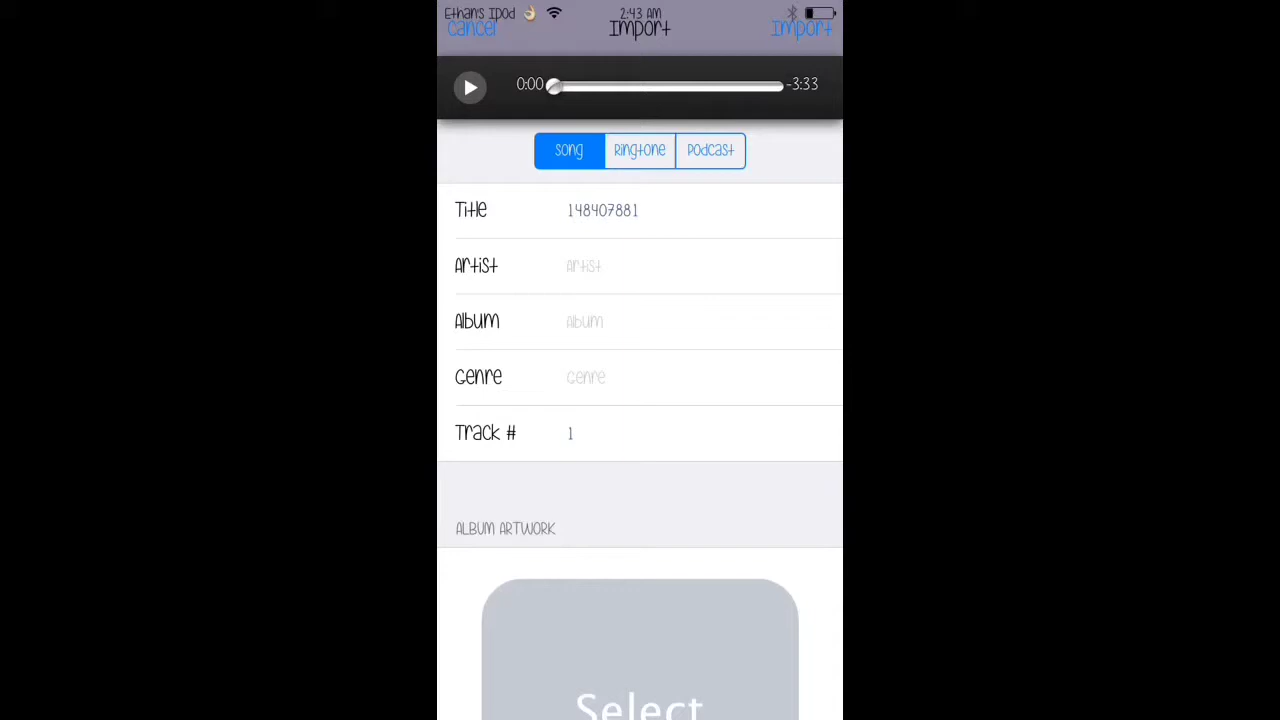 Ethan's iPod 👌🏼 2:43 AM
Cancel Import Import
0:00 -3:33
Song Ringtone Podcast
Title 148407881
Artist Artist
Album Album
Genre Genre
Track # 1
ALBUM ARTWORK
Select